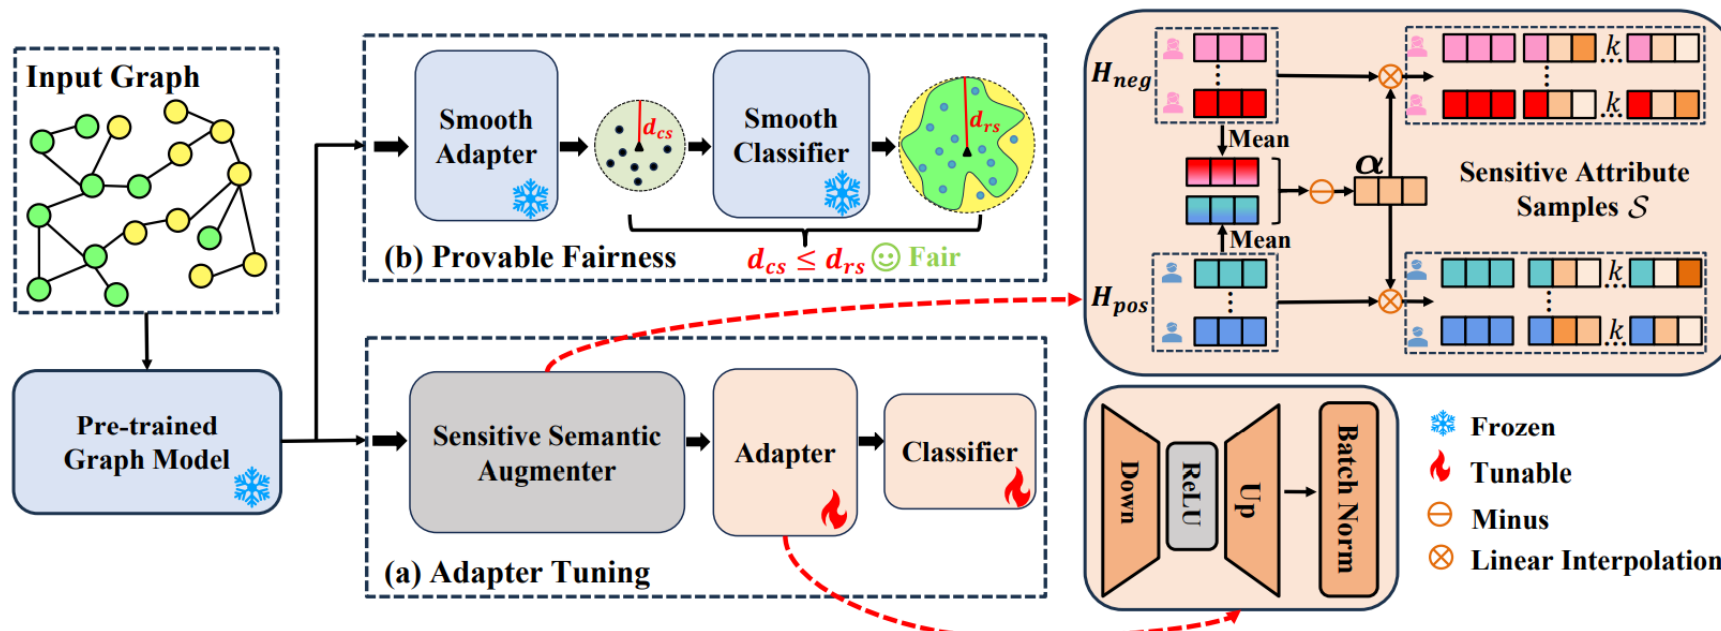 Input Graph
Pre-trained
Graph Model
Smooth
Adapter
d_cs
Smooth
Classifier
d_rs
(b) Provable Fairness
d_cs ≤ d_rs Fair
Sensitive Semantic
Augmenter
Adapter
Classifier
(a) Adapter Tuning
H_neg
k
...
k
...
Mean
α
Sensitive Attribute
Samples 𝒮
Mean
H_pos
k
...
k
...
Down
ReLU
Up
Batch Norm
Frozen
Tunable
Minus
Linear Interpolation